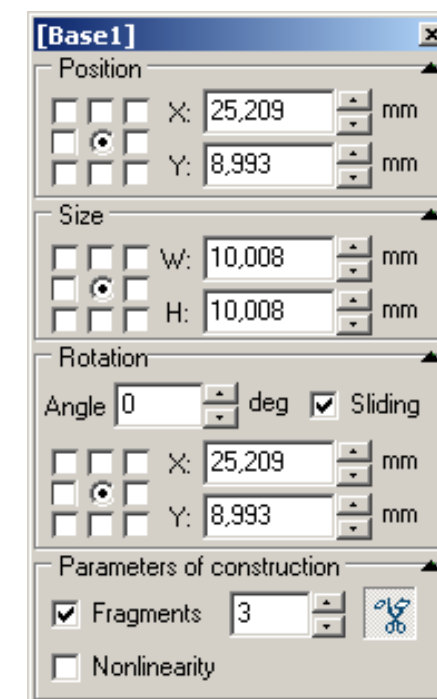 [Base1]
Position
X: 25,209 mm
Y: 8,993 mm
Size
W: 10,008 mm
H: 10,008 mm
Rotation
Angle 0 deg Sliding
X: 25,209 mm
Y: 8,993 mm
Parameters of construction
Fragments 3
Nonlinearity